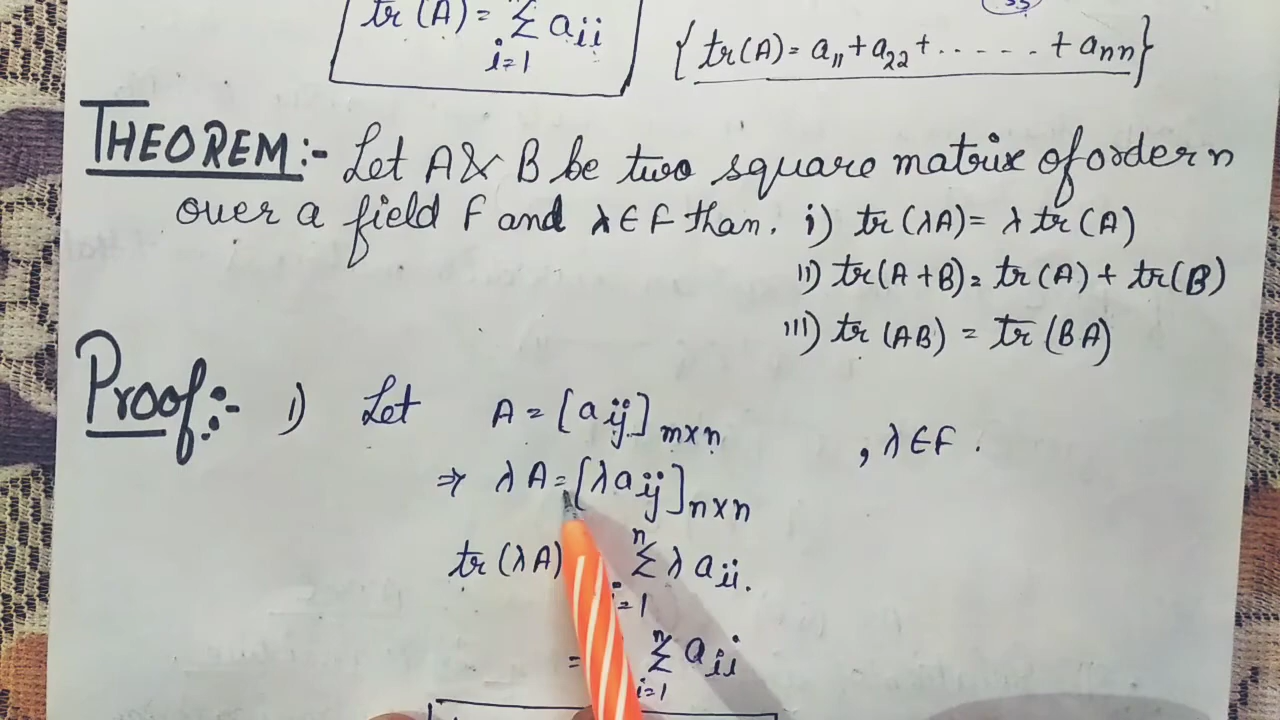 tr(A) = Σ aii
i=1
{tr(A) = a11 + a22 + ..... + ann}
THEOREM:- Let A & B be two square matrix of order n
over a field F and λ ∈ F than. i) tr(λA) = λ tr(A)
ii) tr(A+B) = tr(A) + tr(B)
iii) tr(AB) = tr(BA)
Proof:- i) Let A = [aij]m×n , λ ∈ F.
⇒ λA = [λaij]n×n
tr(λA) Σ λ aii.
n
i=1
= Σ aii
n
i=1